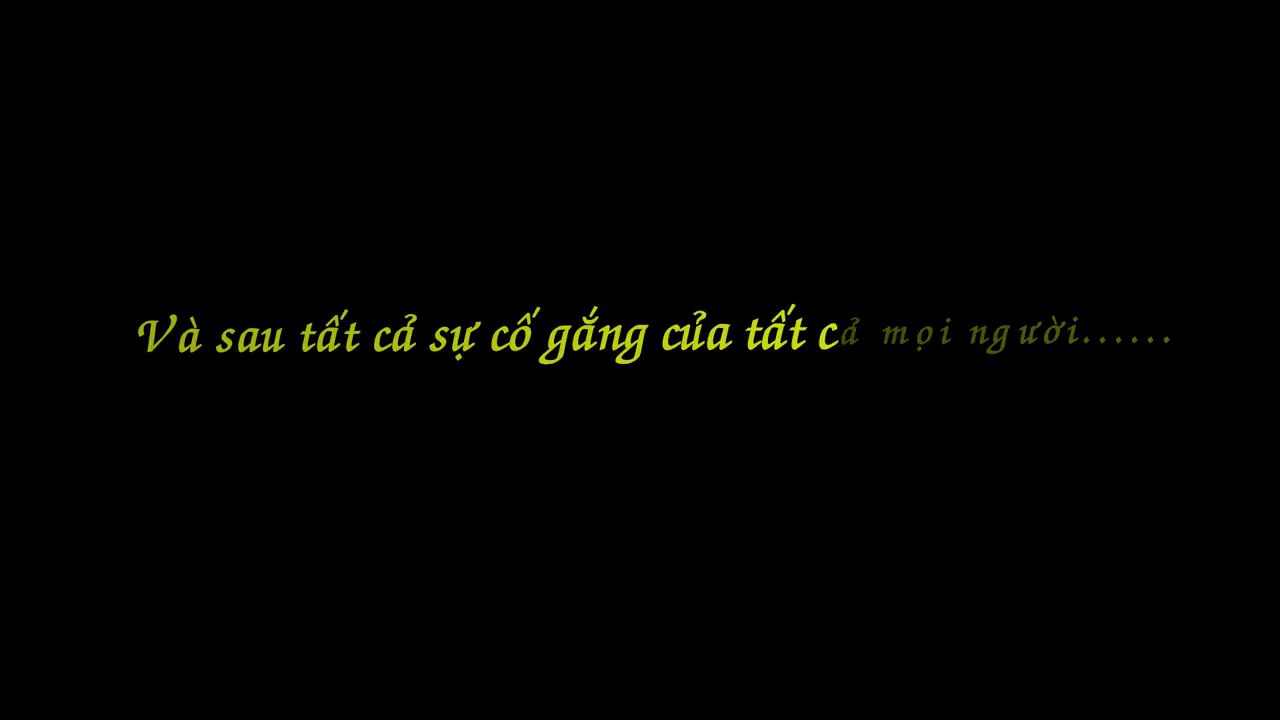 Và sau tất cả sự cố gắng của tất cả mọi người......